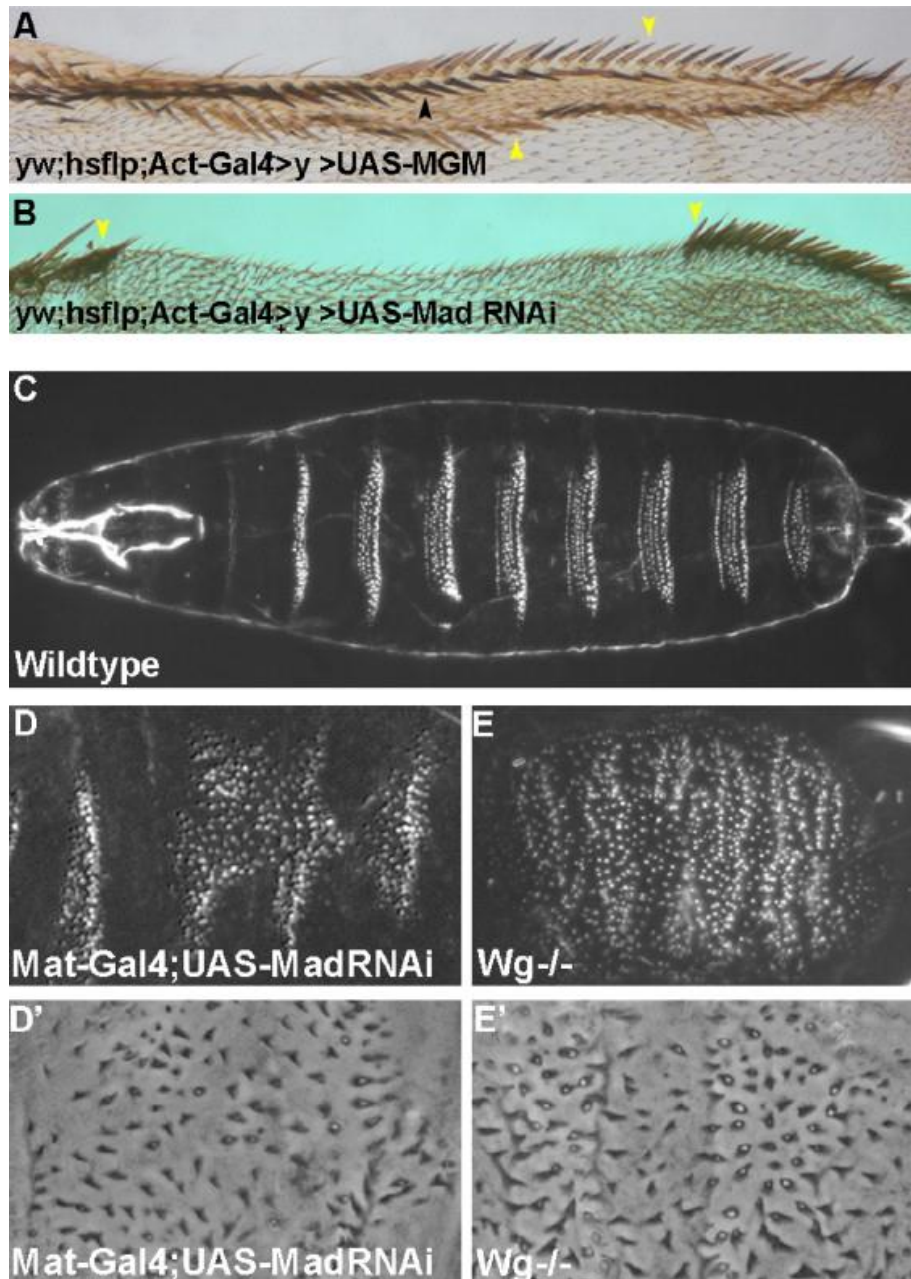 A
yw;hsflp;Act-Gal4>y >UAS-MGM
B
yw;hsflp;Act-Gal4>y >UAS-Mad RNAi
C
Wildtype
D
Mat-Gal4;UAS-MadRNAi
E
Wg-/-
D'
Mat-Gal4;UAS-MadRNAi
E'
Wg-/-